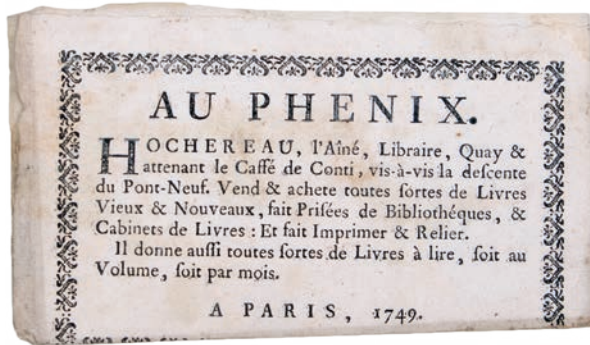 AU PHENIX.
HOCHEREAU, l'Aîné, Libraire, Quay &
attenant le Caffé de Conti, vis-à-vis la deſcente
du Pont-Neuf. Vend & achete toutes ſortes de Livres
Vieux & Nouveaux, fait Priſées de Bibliothéques, &
Cabinets de Livres : Et fait Imprimer & Relier.
Il donne auſſi toutes ſortes de Livres à lire, ſoit au
Volume, ſoit par mois.
A PARIS, 1749.